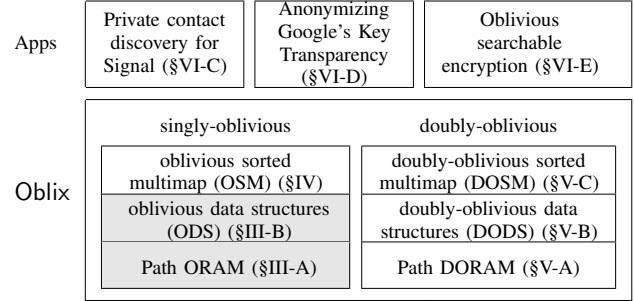 Apps
Private contact
discovery for
Signal (§VI-C)
Anonymizing
Google's Key
Transparency
(§VI-D)
Oblivious
searchable
encryption (§VI-E)
Oblix
singly-oblivious
oblivious sorted
multimap (OSM) (§IV)
oblivious data structures
(ODS) (§III-B)
Path ORAM (§III-A)
doubly-oblivious
doubly-oblivious sorted
multimap (DOSM) (§V-C)
doubly-oblivious data
structures (DODS) (§V-B)
Path DORAM (§V-A)